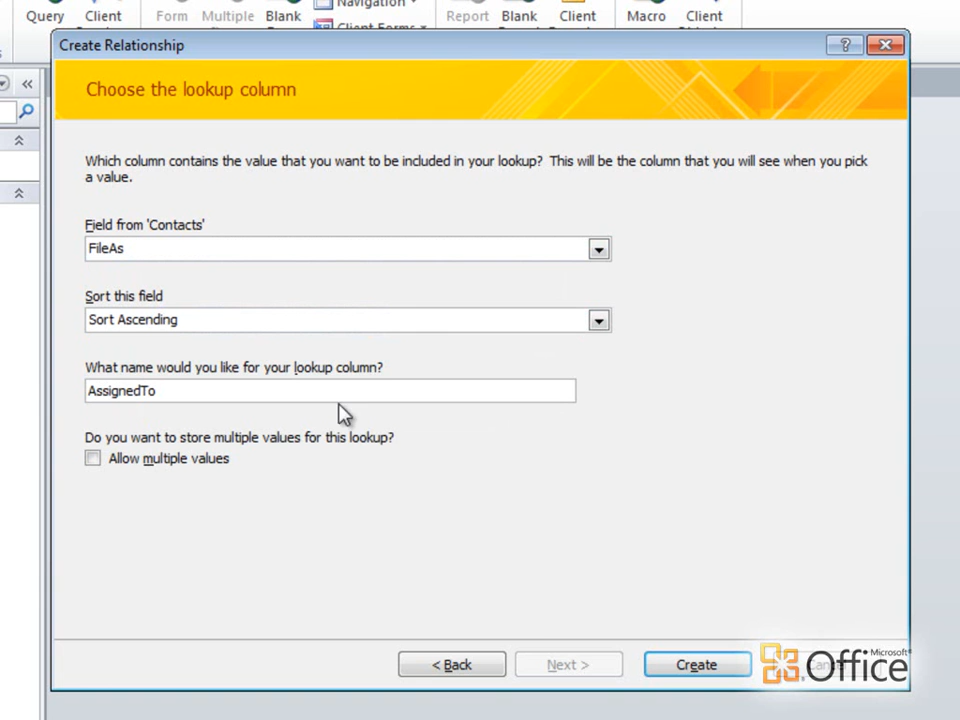 Query Client Form Multiple Blank Navigation Report Blank Client Macro Client
Client Forms
Create Relationship
Choose the lookup column
Which column contains the value that you want to be included in your lookup? This will be the column that you will see when you pick
a value.
Field from 'Contacts'
FileAs
Sort this field
Sort Ascending
What name would you like for your lookup column?
AssignedTo
Do you want to store multiple values for this lookup?
Allow multiple values
< Back Next > Create
Microsoft®
Office